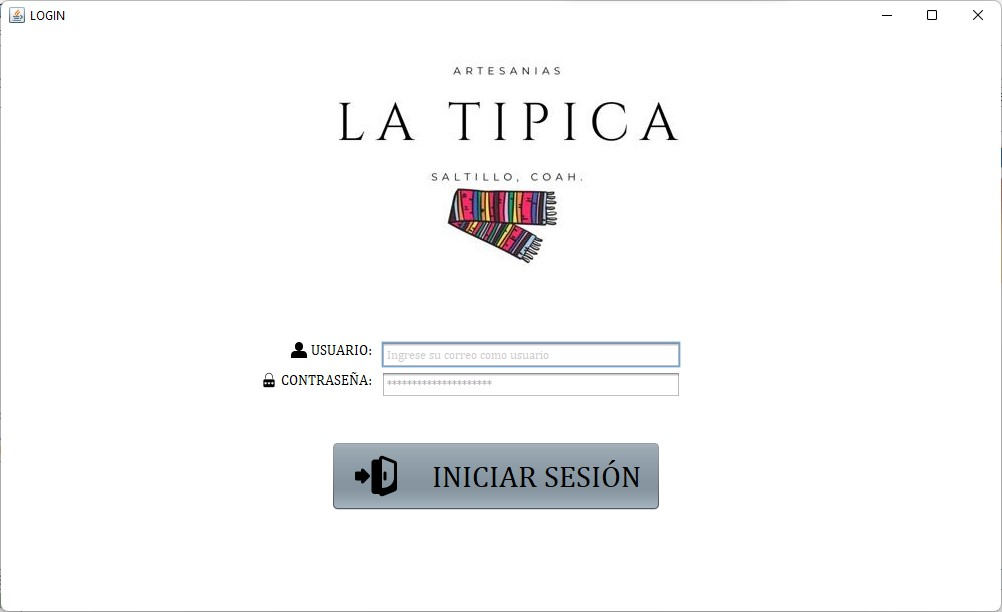 LOGIN
ARTESANIAS
LA TIPICA
SALTILLO, COAH.
USUARIO: Ingrese su correo como usuario
CONTRASEÑA: *********************
INICIAR SESIÓN